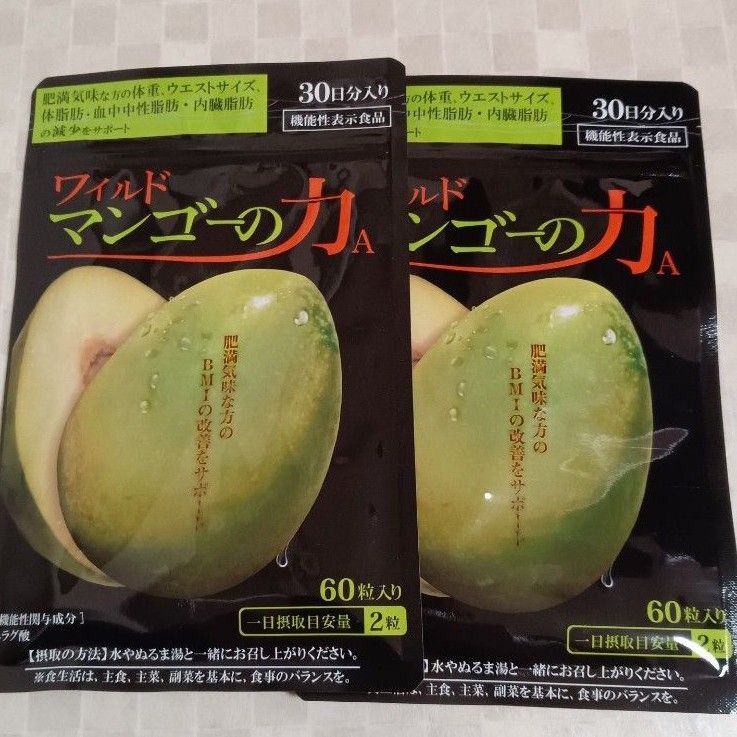 肥満気味な方の体重、ウエストサイズ、
体脂肪・血中中性脂肪・内臓脂肪
の減少をサポート
30日分入り
機能性表示食品
ワイルド
マンゴーの力A
肥満気味な方の
BMIの改善をサポート
60粒入り
機能性関与成分]
ラグ酸
一日摂取目安量 2粒
【摂取の方法】水やぬるま湯と一緒にお召し上がりください。
※食生活は、主食、主菜、副菜を基本に、食事のバランスを。
方の体重、ウエストサイズ、
中性脂肪・内臓脂肪
ート
30日分入り
機能性表示食品
ルド
ンゴーの力A
肥満気味な方の
BMIの改善をサポート
60粒入り
一日摂取目安量 2粒
水やぬるま湯と一緒にお召し上がりください。
は、主食、主菜、副菜を基本に、食事のバランスを。